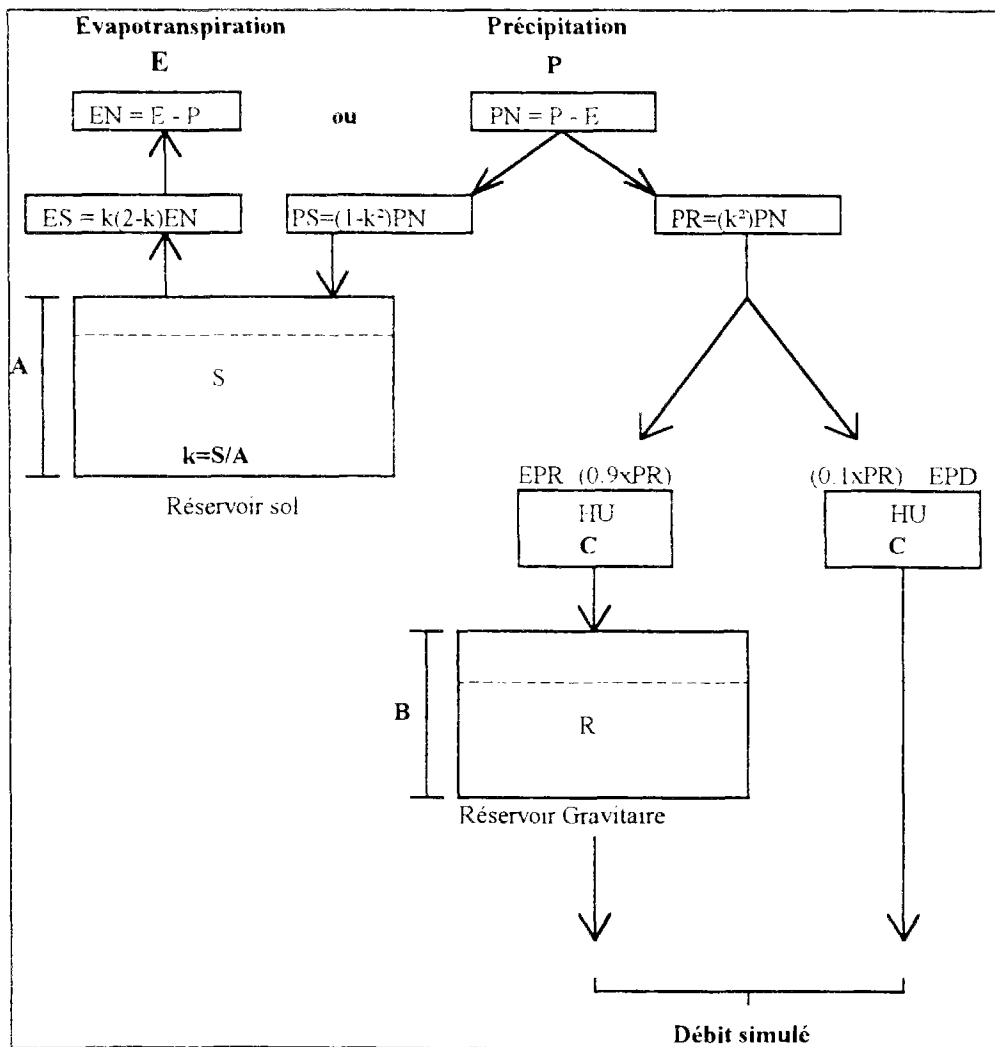 Evapotranspiration
E
Précipitation
P
EN = E - P
ou
PN = P - E
ES = k(2-k)EN
PS=(1-k²)PN
PR=(k²)PN
A
S
k=S/A
Réservoir sol
EPR (0.9xPR)
(0.1xPR) EPD
HU
C
HU
C
B
R
Réservoir Gravitaire
Débit simulé